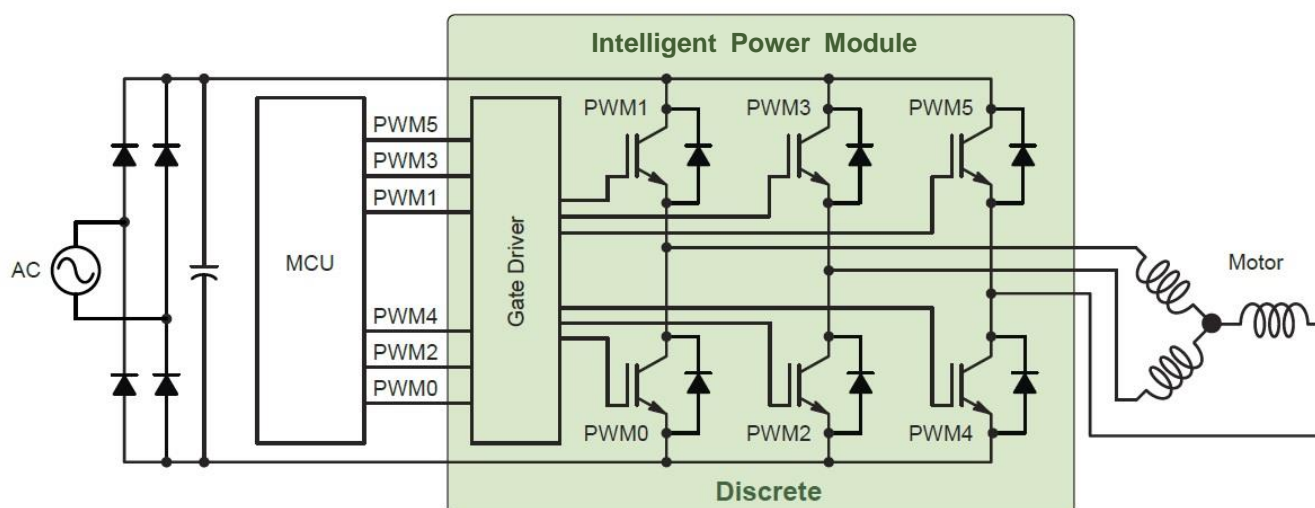 Intelligent Power Module
PWM1
PWM3
PWM5
PWM5
PWM3
PWM1
AC
MCU
Gate Driver
Motor
PWM4
PWM2
PWM0
PWM0
PWM2
PWM4
Discrete